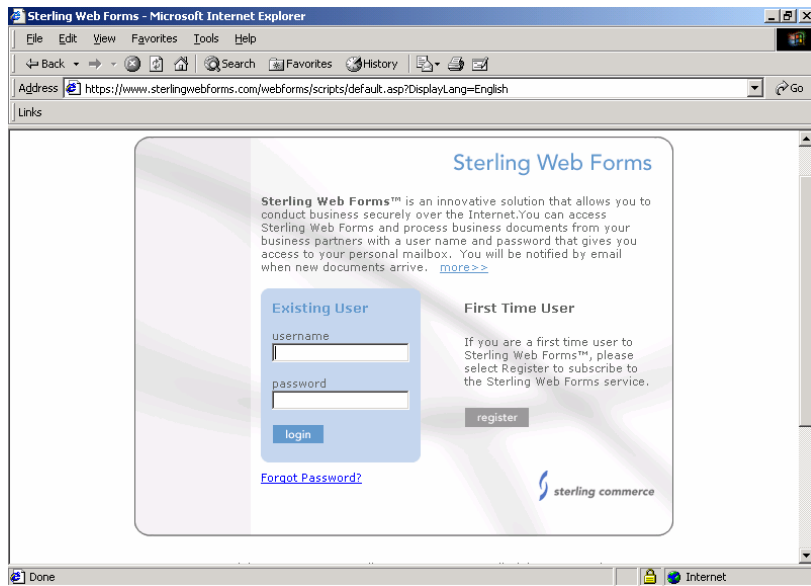 Sterling Web Forms - Microsoft Internet Explorer
File Edit View Favorites Tools Help
Back Search Favorites History
Address https://www.sterlingwebforms.com/webforms/scripts/default.asp?DisplayLang=English Go
Links
Sterling Web Forms
Sterling Web Forms™ is an innovative solution that allows you to
conduct business securely over the Internet.You can access
Sterling Web Forms and process business documents from your
business partners with a user name and password that gives you
access to your personal mailbox. You will be notified by email
when new documents arrive. more>>
Existing User
username
password
login
Forgot Password?
First Time User
If you are a first time user to
Sterling Web Forms™, please
select Register to subscribe to
the Sterling Web Forms service.
register
sterling commerce
Done Internet